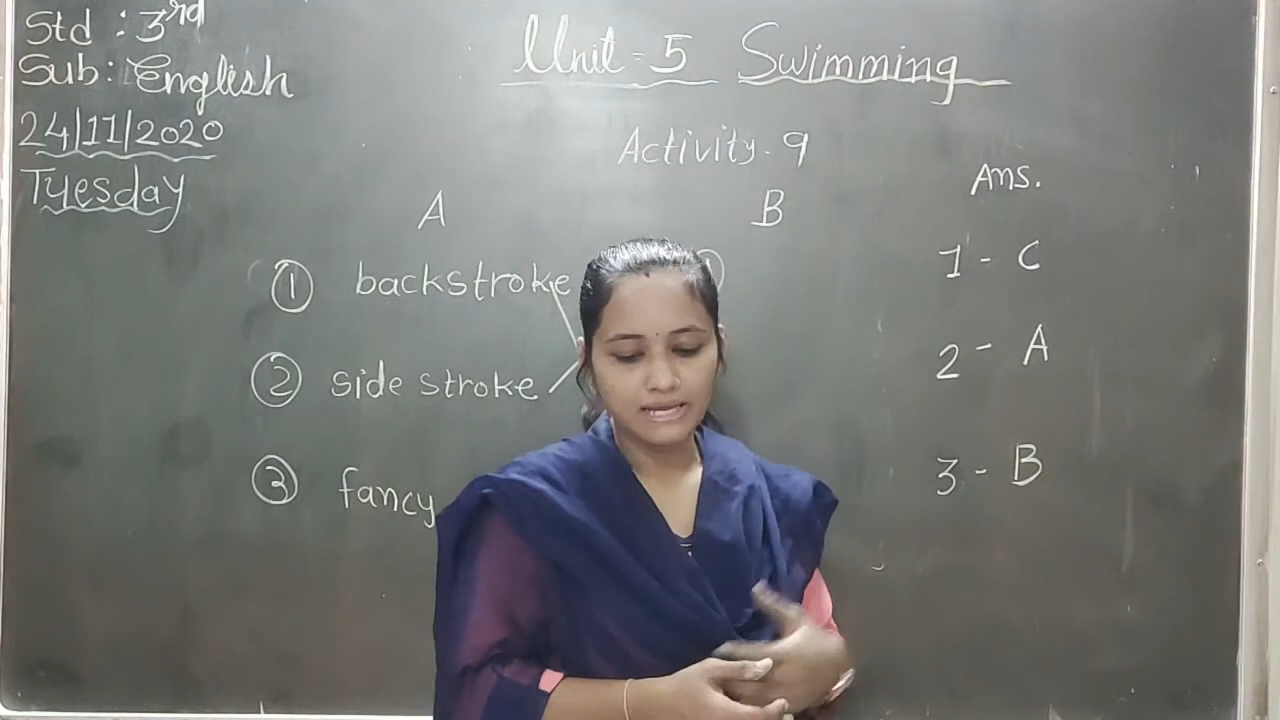 Std : 3rd
Sub: English
24/11/2020
Tuesday
Unit - 5 Swimming
Activity - 9
A B Ans.
① backstroke 1 - C
② side stroke 2 - A
③ fancy 3 - B